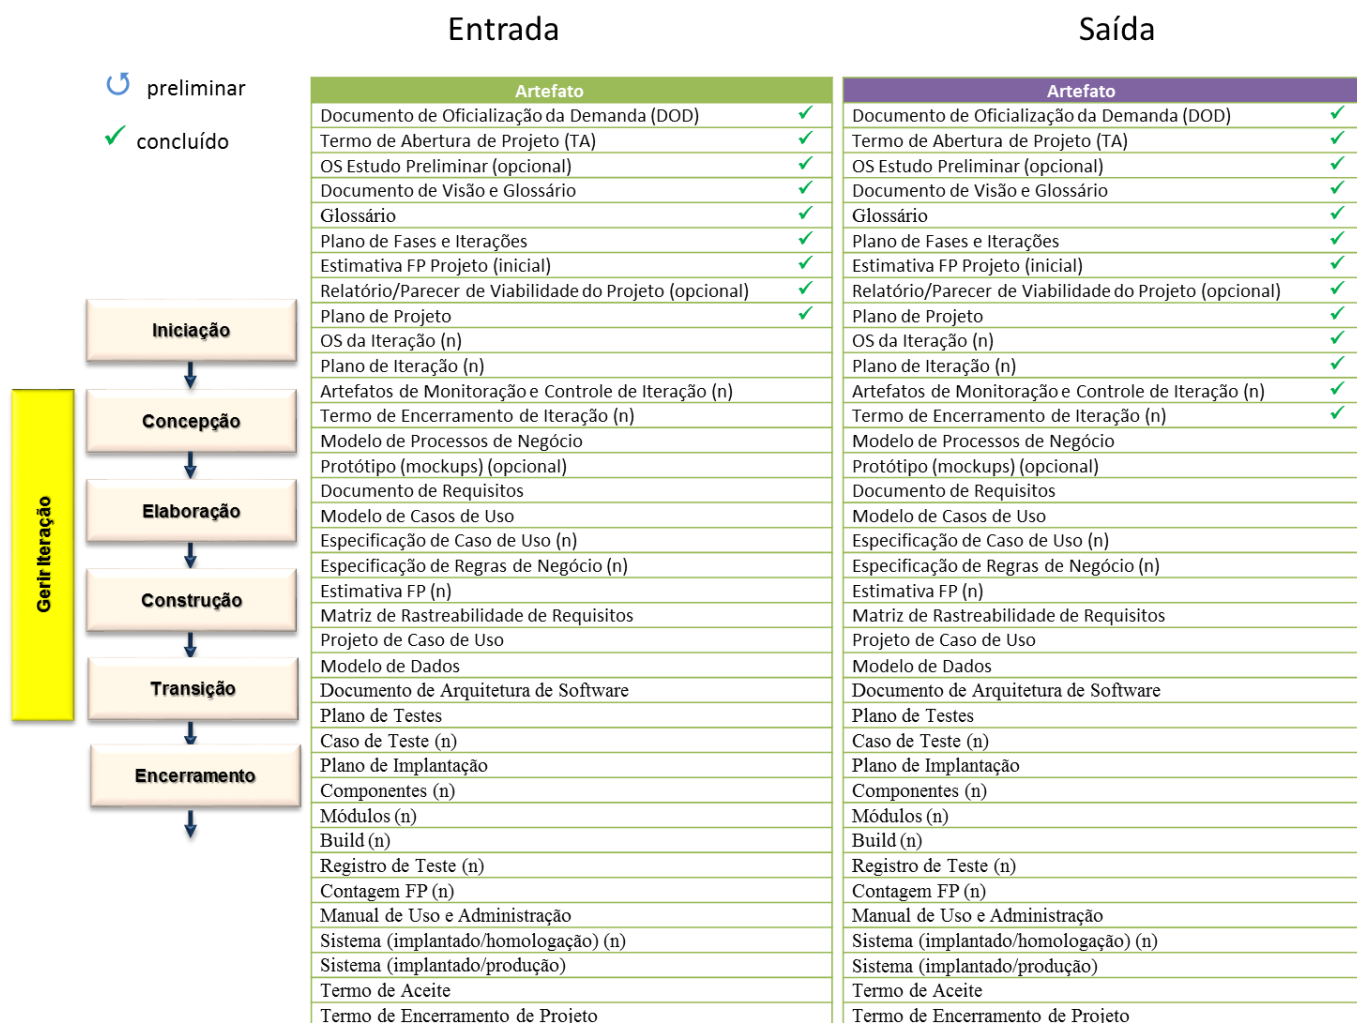 Entrada
Saída
preliminar
concluído
Iniciação
Concepção
Elaboração
Construção
Transição
Encerramento
Gerir Iteração
Artefato
Documento de Oficialização da Demanda (DOD)
Termo de Abertura de Projeto (TA)
OS Estudo Preliminar (opcional)
Documento de Visão e Glossário
Glossário
Plano de Fases e Iterações
Estimativa FP Projeto (inicial)
Relatório/Parecer de Viabilidade do Projeto (opcional)
Plano de Projeto
OS da Iteração (n)
Plano de Iteração (n)
Artefatos de Monitoração e Controle de Iteração (n)
Termo de Encerramento de Iteração (n)
Modelo de Processos de Negócio
Protótipo (mockups) (opcional)
Documento de Requisitos
Modelo de Casos de Uso
Especificação de Caso de Uso (n)
Especificação de Regras de Negócio (n)
Estimativa FP (n)
Matriz de Rastreabilidade de Requisitos
Projeto de Caso de Uso
Modelo de Dados
Documento de Arquitetura de Software
Plano de Testes
Caso de Teste (n)
Plano de Implantação
Componentes (n)
Módulos (n)
Build (n)
Registro de Teste (n)
Contagem FP (n)
Manual de Uso e Administração
Sistema (implantado/homologação) (n)
Sistema (implantado/produção)
Termo de Aceite
Termo de Encerramento de Projeto
Artefato
Documento de Oficialização da Demanda (DOD)
Termo de Abertura de Projeto (TA)
OS Estudo Preliminar (opcional)
Documento de Visão e Glossário
Glossário
Plano de Fases e Iterações
Estimativa FP Projeto (inicial)
Relatório/Parecer de Viabilidade do Projeto (opcional)
Plano de Projeto
OS da Iteração (n)
Plano de Iteração (n)
Artefatos de Monitoração e Controle de Iteração (n)
Termo de Encerramento de Iteração (n)
Modelo de Processos de Negócio
Protótipo (mockups) (opcional)
Documento de Requisitos
Modelo de Casos de Uso
Especificação de Caso de Uso (n)
Especificação de Regras de Negócio (n)
Estimativa FP (n)
Matriz de Rastreabilidade de Requisitos
Projeto de Caso de Uso
Modelo de Dados
Documento de Arquitetura de Software
Plano de Testes
Caso de Teste (n)
Plano de Implantação
Componentes (n)
Módulos (n)
Build (n)
Registro de Teste (n)
Contagem FP (n)
Manual de Uso e Administração
Sistema (implantado/homologação) (n)
Sistema (implantado/produção)
Termo de Aceite
Termo de Encerramento de Projeto